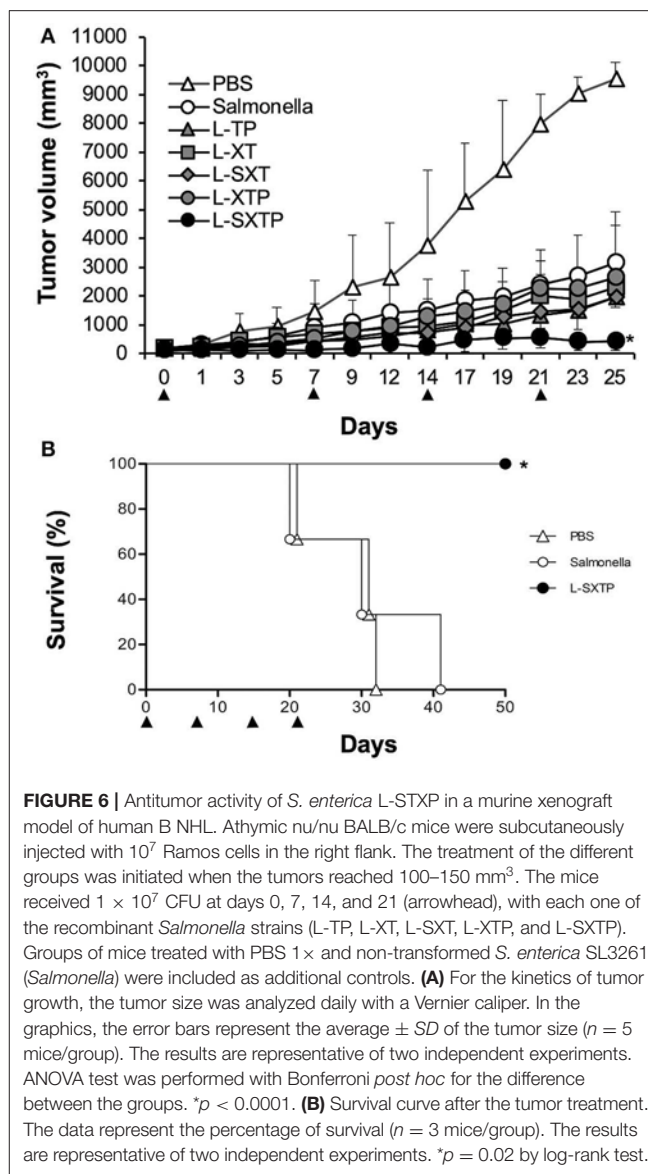 A
Tumor volume (mm³)
11000
10000
9000
8000
7000
6000
5000
4000
3000
2000
1000
0
PBS
Salmonella
L-TP
L-XT
L-SXT
L-XTP
L-SXTP
*
0 1 3 5 7 9 12 14 17 19 21 23 25
Days
B
Survival (%)
100
80
60
40
20
0
*
PBS
Salmonella
L-SXTP
0 20 30 40 50
Days
FIGURE 6 | Antitumor activity of S. enterica L-STXP in a murine xenograft
model of human B NHL. Athymic nu/nu BALB/c mice were subcutaneously
injected with 10⁷ Ramos cells in the right flank. The treatment of the different
groups was initiated when the tumors reached 100–150 mm³. The mice
received 1 × 10⁷ CFU at days 0, 7, 14, and 21 (arrowhead), with each one of
the recombinant Salmonella strains (L-TP, L-XT, L-SXT, L-XTP, and L-SXTP).
Groups of mice treated with PBS 1× and non-transformed S. enterica SL3261
(Salmonella) were included as additional controls. (A) For the kinetics of tumor
growth, the tumor size was analyzed daily with a Vernier caliper. In the
graphics, the error bars represent the average ± SD of the tumor size (n = 5
mice/group). The results are representative of two independent experiments.
ANOVA test was performed with Bonferroni post hoc for the difference
between the groups. *p < 0.0001. (B) Survival curve after the tumor treatment.
The data represent the percentage of survival (n = 3 mice/group). The results
are representative of two independent experiments. *p = 0.02 by log-rank test.